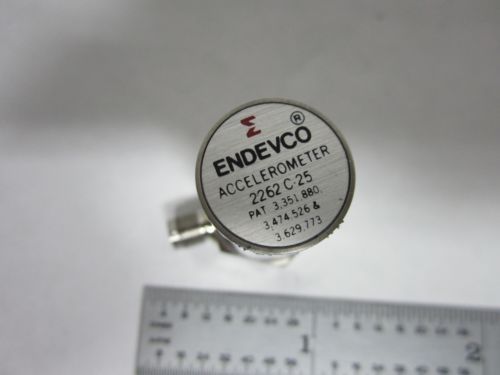 Σ ®
ENDEVCO
ACCELEROMETER
2262 C-25
PAT. 3,351,880,
3,474,526 &
3,629,773
1 2